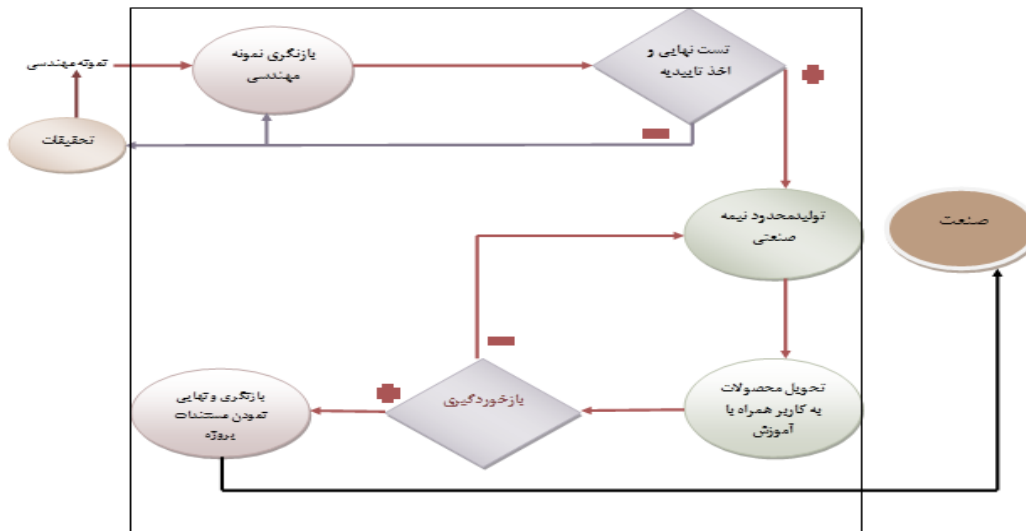 نمونه مهندسی
بازنگری نمونه
مهندسی
تست نهایی و
اخذ تاییدیه
تحقیقات
تولیدمحدود نیمه
صنعتی
صنعت
تحویل محصولات
به کاربر همراه با
آموزش
بازخوردگیری
بازنگری و نهایی
نمودن مستندات
پروژه